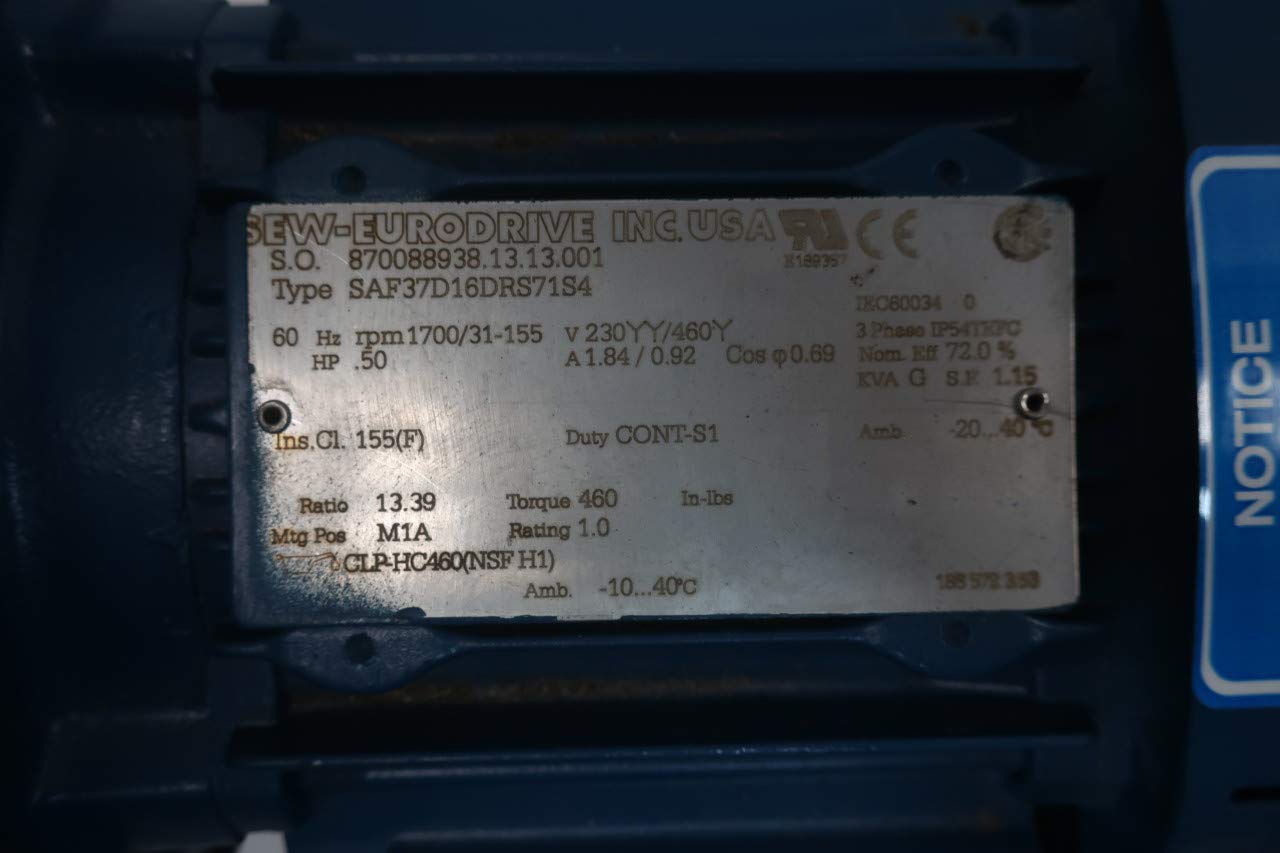 SEW-EURODRIVE INC. USA
E189357
S.O. 870088938.13.13.001
Type SAF37D16DRS71S4
IEC60034 0
60 Hz rpm 1700/31-155 V 230YY/460Y 3 Phase IP54TEFC
HP .50 A 1.84 / 0.92 Cos φ 0.69 Nom. Eff 72.0 %
KVA G S.F. 1.15
Ins.Cl. 155(F) Duty CONT-S1 Amb -20...40°C
Ratio 13.39 Torque 460 In-lbs
Mtg Pos M1A Rating 1.0
CLP-HC460(NSF H1)
Amb. -10...40°C
NOTICE